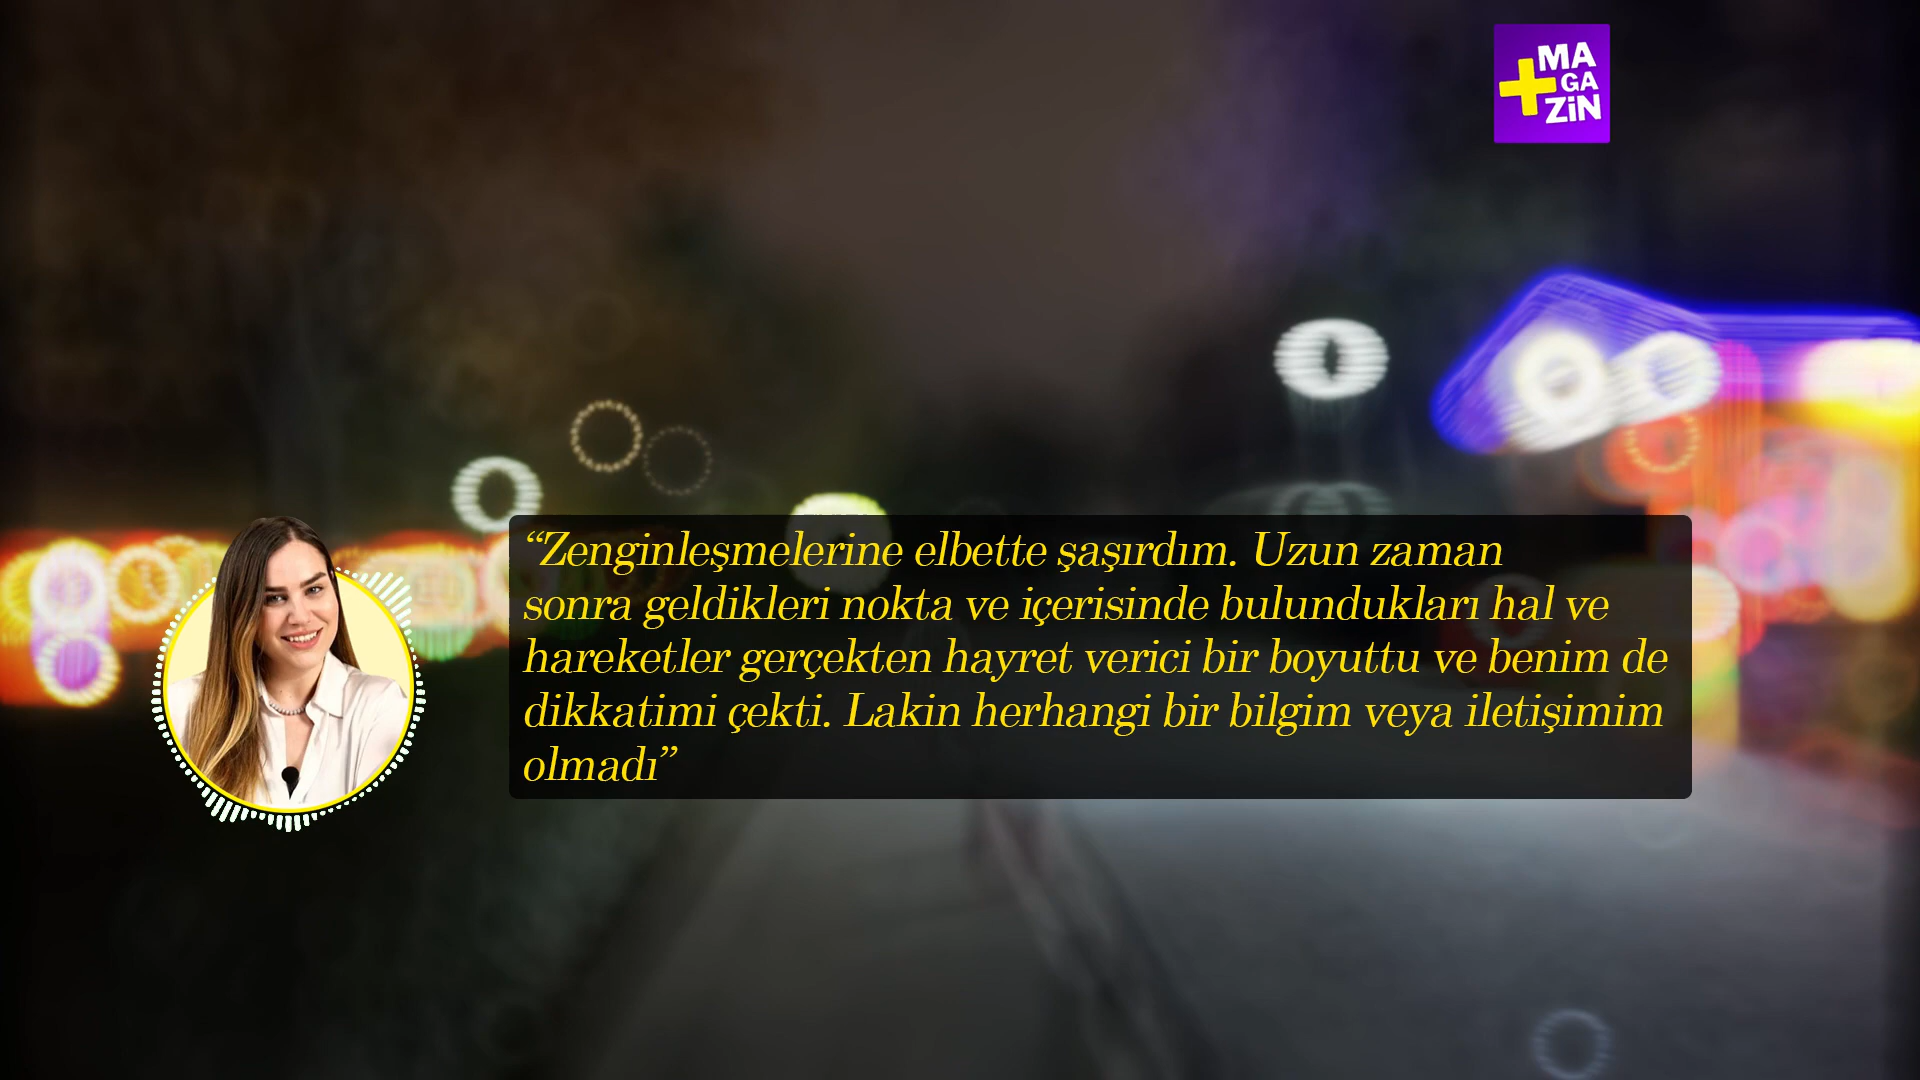 +MA
GA
ZiN
“Zenginleşmelerine elbette şaşırdım. Uzun zaman
sonra geldikleri nokta ve içerisinde bulundukları hal ve
hareketler gerçekten hayret verici bir boyuttu ve benim de
dikkatimi çekti. Lakin herhangi bir bilgim veya iletişimim
olmadı”